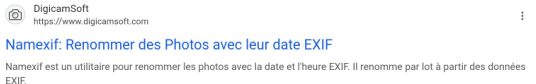 DigicamSoft
https://www.digicamsoft.com
Namexif: Renommer des Photos avec leur date EXIF
Namexif est un utilitaire pour renommer les photos avec la date et l'heure EXIF. Il renomme par lot à partir des données
EXIF.